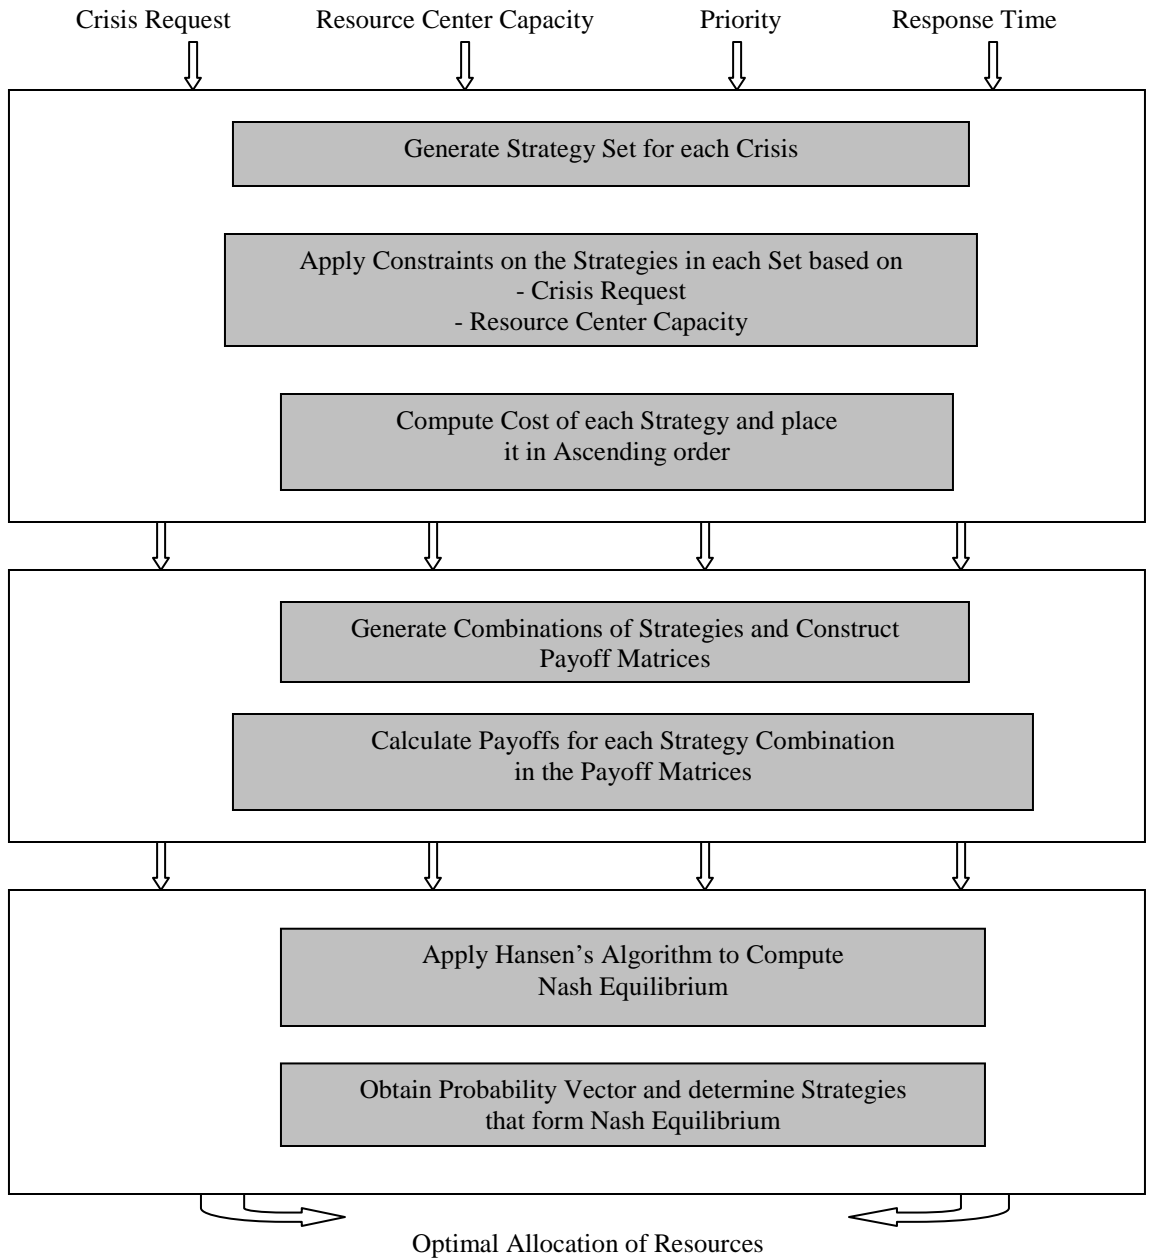 Crisis Request Resource Center Capacity Priority Response Time
Generate Strategy Set for each Crisis
Apply Constraints on the Strategies in each Set based on
- Crisis Request
- Resource Center Capacity
Compute Cost of each Strategy and place
it in Ascending order
Generate Combinations of Strategies and Construct
Payoff Matrices
Calculate Payoffs for each Strategy Combination
in the Payoff Matrices
Apply Hansen’s Algorithm to Compute
Nash Equilibrium
Obtain Probability Vector and determine Strategies
that form Nash Equilibrium
Optimal Allocation of Resources